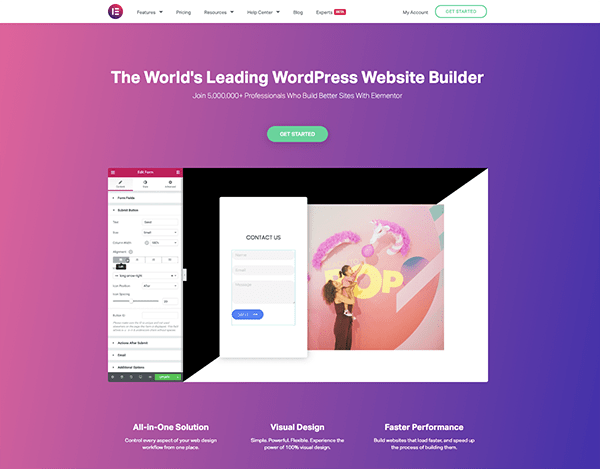 Features Pricing Resources Help Center Blog Experts BETA My Account GET STARTED
The World's Leading WordPress Website Builder
Join 5,000,000+ Professionals Who Build Better Sites With Elementor
GET STARTED
Edit Form
Form Fields
Submit Button
Text Send
Size Small
Column Width 100%
Alignment
long-arrow-right
Icon Position After
Icon Spacing
Button ID
Actions After Submit
Email
Additional Options
UPDATE
CONTACT US
Name
Email
Message
POP
All-in-One Solution
Control every aspect of your web design
workflow from one place.
Visual Design
Simple. Powerful. Flexible. Experience the
power of 100% visual design.
Faster Performance
Build websites that load faster, and speed up
the process of building them.